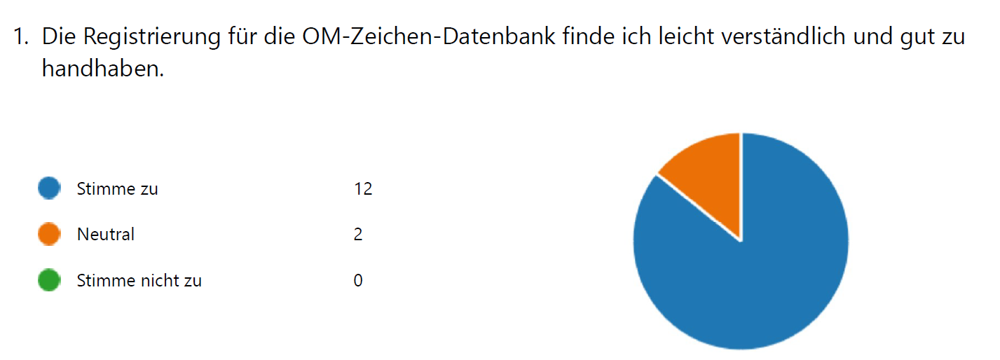 1. Die Registrierung für die OM-Zeichen-Datenbank finde ich leicht verständlich und gut zu
handhaben.
Stimme zu 12
Neutral 2
Stimme nicht zu 0